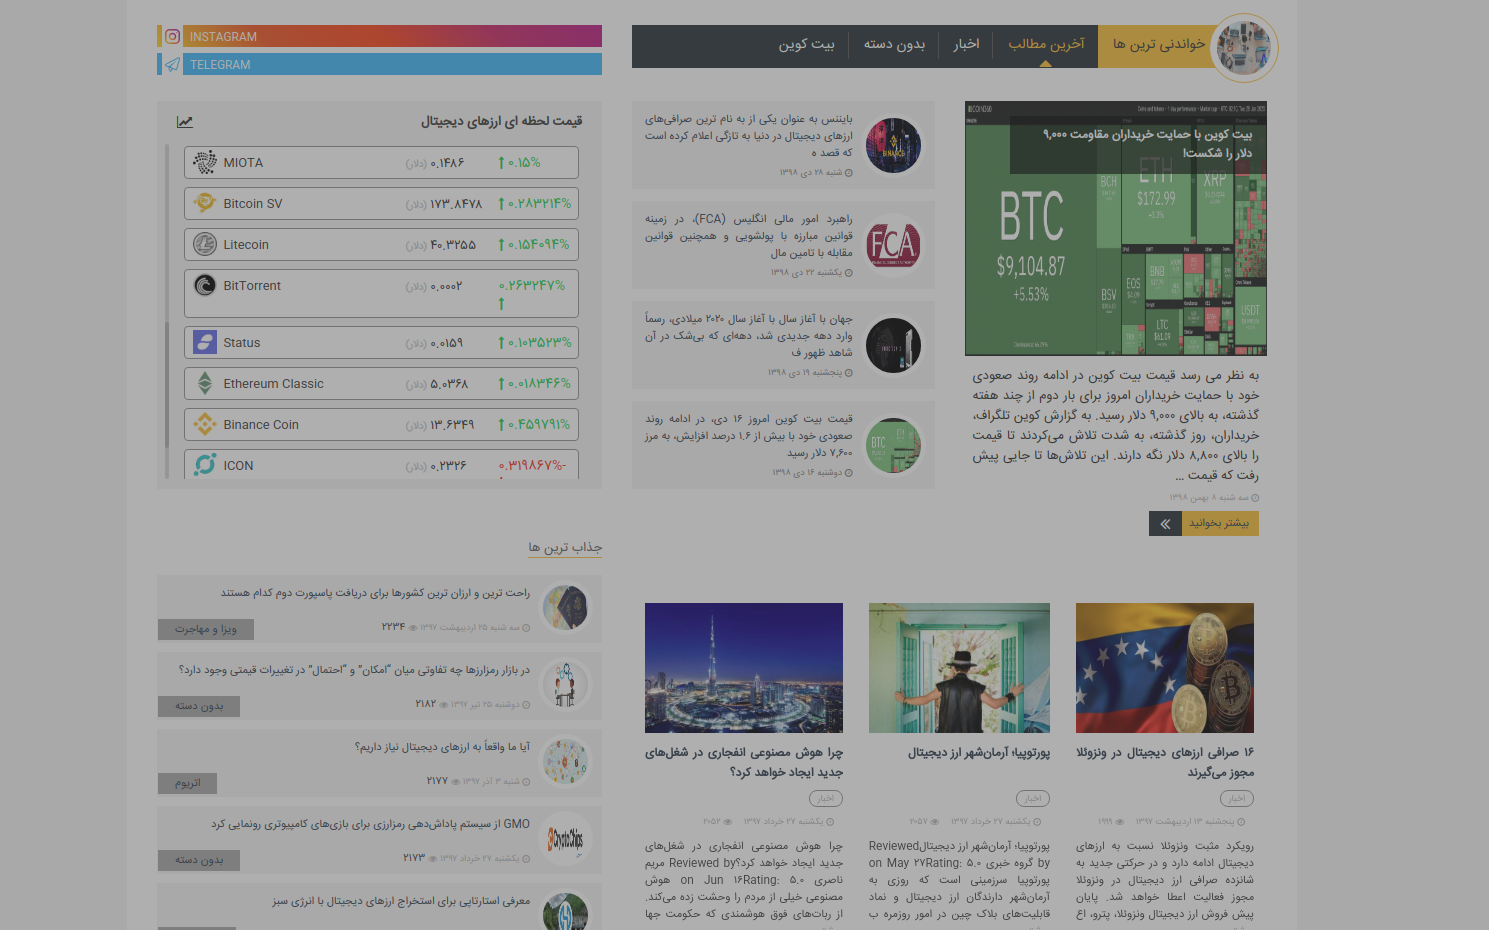 خواندنی ترین ها
آخرین مطالب
اخبار
بدون دسته
بیت کوین
INSTAGRAM
TELEGRAM
بیت کوین با حمایت خریداران مقاومت ۹,۰۰۰
دلار را شکست!
BTC
$9,104.87
+5.53%
ETH
$172.99
XRP
BCH
BSV
EOS
BNB
LTC
USDT
به نظر می رسد قیمت بیت کوین در ادامه روند صعودی
خود با حمایت خریداران امروز برای بار دوم از چند هفته
گذشته، به بالای ۹,۰۰۰ دلار رسید. به گزارش کوین تلگراف،
خریداران، روز گذشته، به شدت تلاش می‌کردند تا قیمت
را بالای ۸,۸۰۰ دلار نگه دارند. این تلاش‌ها تا جایی پیش
رفت که قیمت ...
سه شنبه ۸ بهمن ۱۳۹۸
بیشتر بخوانید
بایننس به عنوان یکی از به نام ترین صرافی‌های
ارزهای دیجیتال در دنیا به تازگی اعلام کرده است
که قصد ه
شنبه ۲۸ دی ۱۳۹۸
راهبرد امور مالی انگلیس (FCA)، در زمینه
قوانین مبارزه با پولشویی و همچنین قوانین
مقابله با تامین مال
یکشنبه ۲۲ دی ۱۳۹۸
FCA
جهان با آغاز سال با آغاز سال ۲۰۲۰ میلادی، رسماً
وارد دهه جدیدی شد، دهه‌ای که بی‌شک در آن
شاهد ظهور ف
پنجشنبه ۱۹ دی ۱۳۹۸
قیمت بیت کوین امروز ۱۶ دی، در ادامه روند
صعودی خود با بیش از ۱.۶ درصد افزایش، به مرز
۷,۶۰۰ دلار رسید
دوشنبه ۱۶ دی ۱۳۹۸
BTC
قیمت لحظه ای ارزهای دیجیتال
MIOTA (دلار) ۰.۱۴۸۶ ۰.۱۵%
Bitcoin SV (دلار) ۱۷۳.۸۴۷۸ ۰.۲۸۳۲۱۴%
Litecoin (دلار) ۴۰.۳۲۵۵ ۰.۱۵۴۰۹۴%
BitTorrent (دلار) ۰.۰۰۰۲ ۰.۲۶۳۲۴۷%
Status (دلار) ۰.۰۱۵۹ ۰.۱۰۳۵۲۳%
Ethereum Classic (دلار) ۵.۰۳۶۸ ۰.۰۱۸۳۴۶%
Binance Coin (دلار) ۱۳.۶۳۴۹ ۰.۴۵۹۷۹۱%
ICON (دلار) ۰.۲۳۲۶ ۰.۳۱۹۸۶۷%-
جذاب ترین ها
راحت ترین و ارزان ترین کشورها برای دریافت پاسپورت دوم کدام هستند
سه شنبه ۲۵ اردیبهشت ۱۳۹۷ ۲۲۳۴
ویزا و مهاجرت
در بازار رمزارزها چه تفاوتی میان “امکان” و “احتمال” در تغییرات قیمتی وجود دارد؟
دوشنبه ۲۵ تیر ۱۳۹۷ ۲۱۸۲
بدون دسته
آیا ما واقعاً به ارزهای دیجیتال نیاز داریم؟
شنبه ۳ آذر ۱۳۹۷ ۲۱۷۷
اتریوم
GMO از سیستم پاداش‌دهی رمزارزی برای بازی‌های کامپیوتری رونمایی کرد
یکشنبه ۲۷ خرداد ۱۳۹۷ ۲۱۷۳
بدون دسته
CryptoChips
معرفی استارتاپی برای استخراج ارزهای دیجیتال با انرژی سبز
۱۶ صرافی ارزهای دیجیتال در ونزوئلا
مجوز می‌گیرند
اخبار
پنجشنبه ۱۳ اردیبهشت ۱۳۹۷ ۱۹۹۹
رویکرد مثبت ونزوئلا نسبت به ارزهای
دیجیتال ادامه دارد و در حرکتی جدید به
شانزده صرافی ارز دیجیتال در ونزوئلا
مجوز فعالیت اعطا خواهد شد. پایان
پیش فروش ارز دیجیتال ونزوئلا، پترو، اع
پورتوپیا؛ آرمان‌شهر ارز دیجیتال
اخبار
یکشنبه ۲۷ خرداد ۱۳۹۷ ۲۰۵۷
پورتوپیا؛ آرمان‌شهر ارز دیجیتالReviewed
by گروه خبری on May ۲۷Rating: ۵.۰
پورتوپیا سرزمینی است که روزی به
آرمان‌شهر دارندگان ارز دیجیتال و نماد
قابلیت‌های بلاک چین در امور روزمره ب
چرا هوش مصنوعی انفجاری در شغل‌های
جدید ایجاد خواهد کرد؟
اخبار
یکشنبه ۲۷ خرداد ۱۳۹۷ ۲۰۵۲
چرا هوش مصنوعی انفجاری در شغل‌های
جدید ایجاد خواهد کرد؟Reviewed by مریم
ناصری on Jun ۱۶Rating: ۵.۰ هوش
مصنوعی خیلی از مردم را وحشت زده می‌کند.
از ربات‌های فوق هوشمندی که حکومت جها